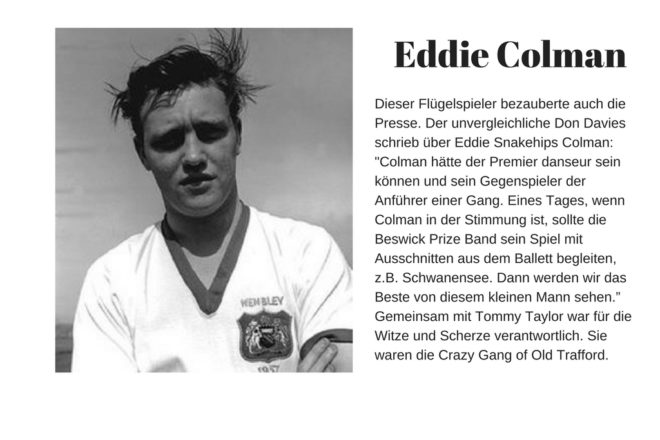 Eddie Colman
Dieser Flügelspieler bezauberte auch die
Presse. Der unvergleichliche Don Davies
schrieb über Eddie Snakehips Colman:
"Colman hätte der Premier danseur sein
können und sein Gegenspieler der
Anführer einer Gang. Eines Tages, wenn
Colman in der Stimmung ist, sollte die
Beswick Prize Band sein Spiel mit
Ausschnitten aus dem Ballett begleiten,
z.B. Schwanensee. Dann werden wir das
Beste von diesem kleinen Mann sehen.”
Gemeinsam mit Tommy Taylor war für die
Witze und Scherze verantwortlich. Sie
waren die Crazy Gang of Old Trafford.
WEMBLEY
1957